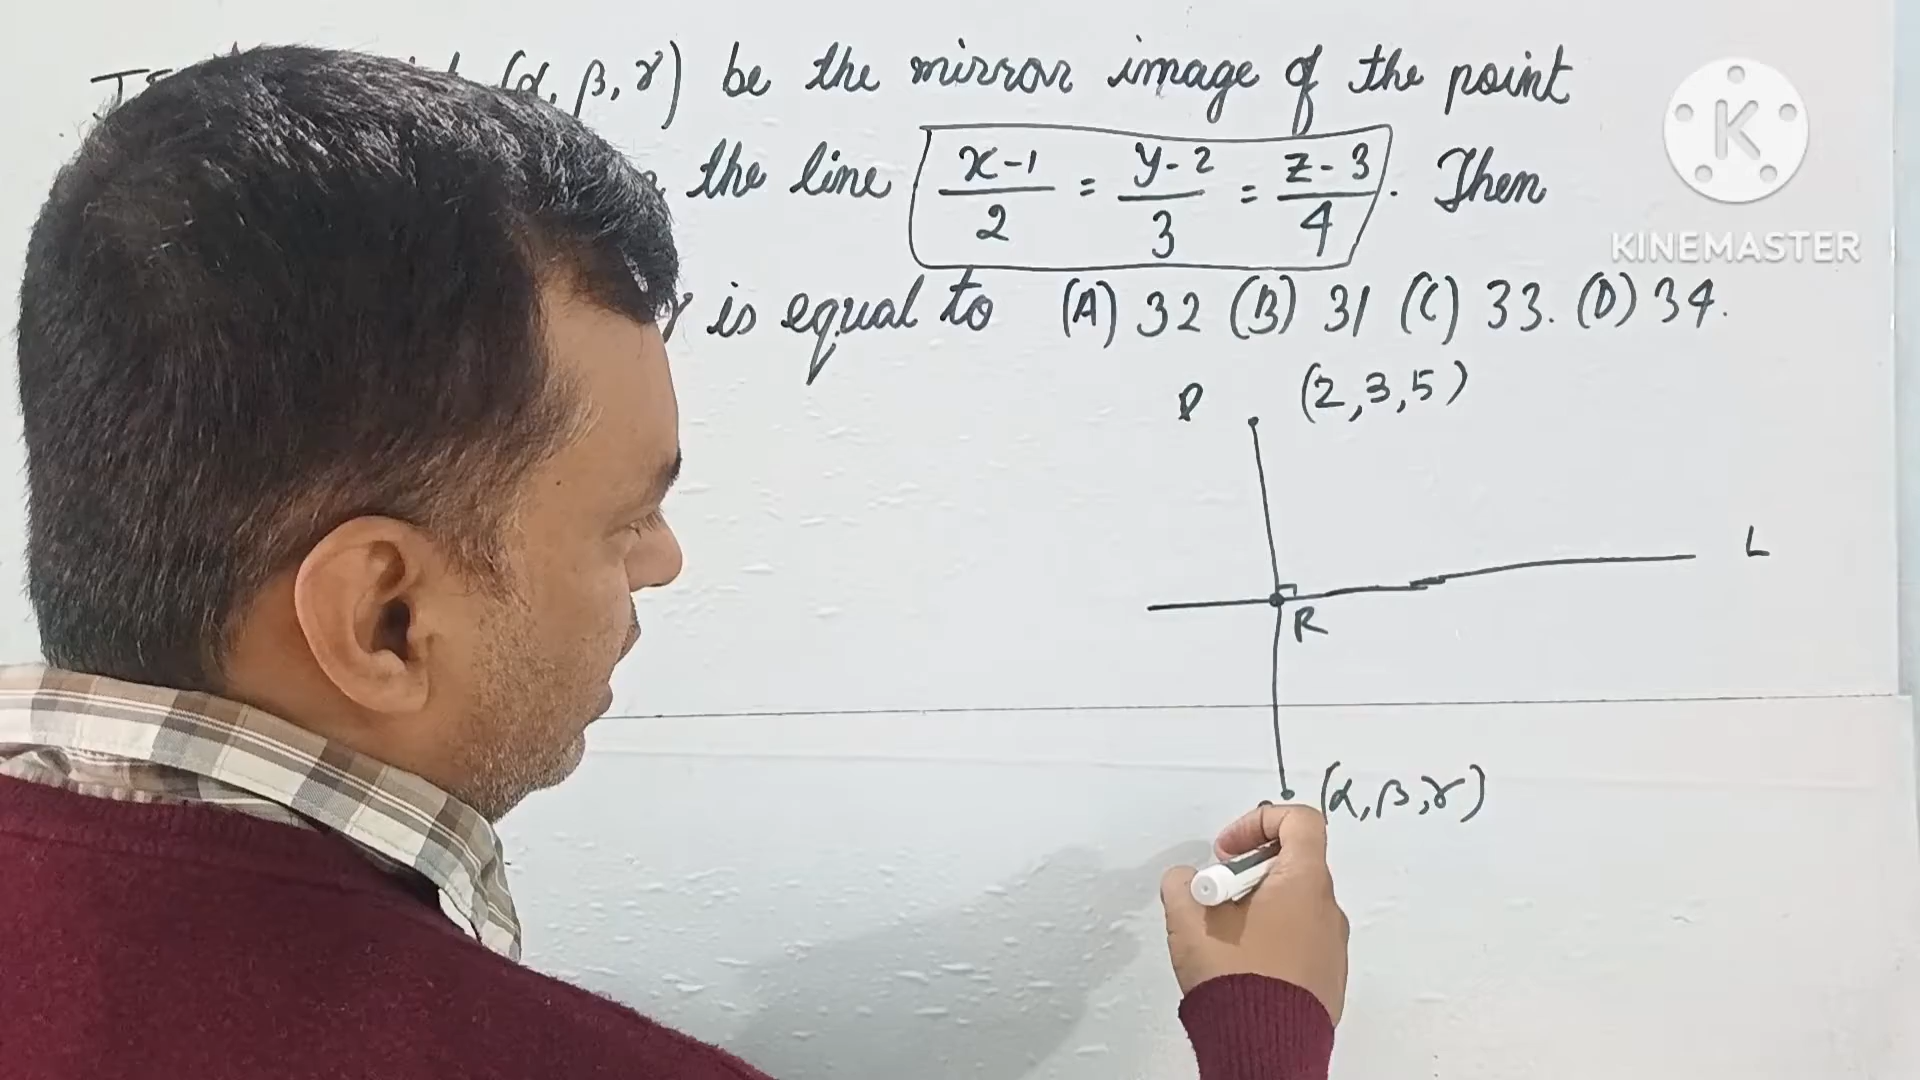 (α, β, γ) be the mirror image of the point
the line x-1/2 = y-2/3 = z-3/4. Then
γ is equal to (A) 32 (B) 31 (C) 33. (D) 34.
K
KINEMASTER
P (2,3,5)
L
R
(α, β, γ)